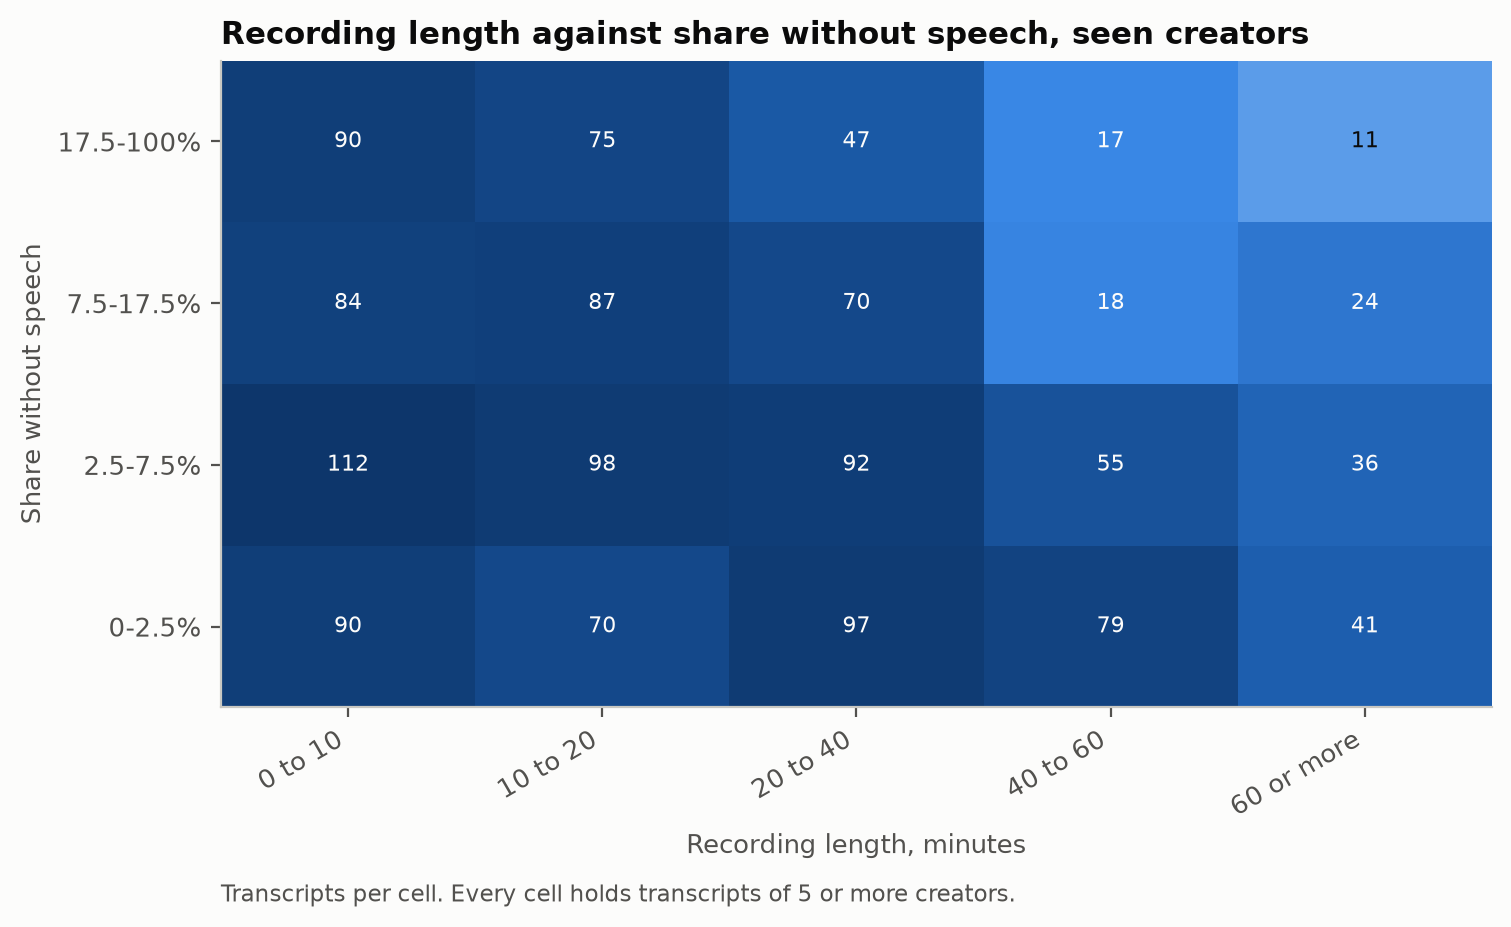 Recording length against share without speech, seen creators
Share without speech
17.5-100% 90 75 47 17 11
7.5-17.5% 84 87 70 18 24
2.5-7.5% 112 98 92 55 36
0-2.5% 90 70 97 79 41
0 to 10 10 to 20 20 to 40 40 to 60 60 or more
Recording length, minutes
Transcripts per cell. Every cell holds transcripts of 5 or more creators.